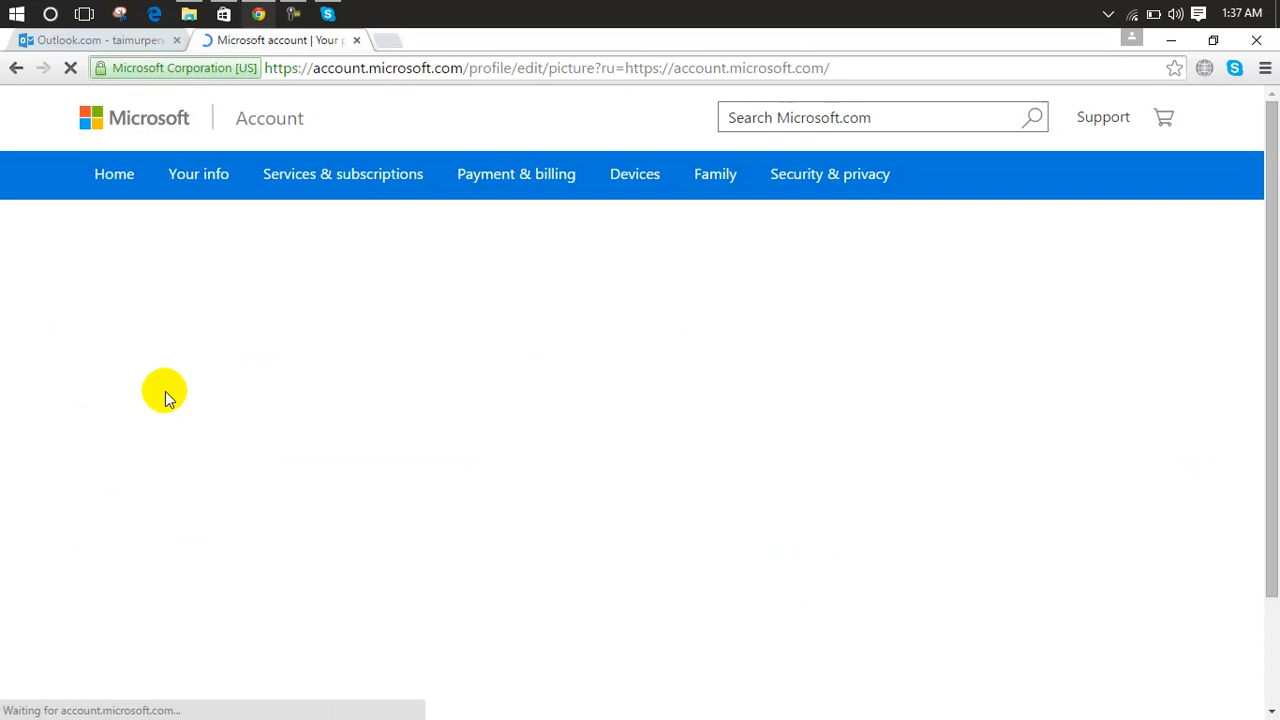 1:37 AM
Outlook.com - taimurper
Microsoft account | Your p
Microsoft Corporation [US]
https://account.microsoft.com/profile/edit/picture?ru=https://account.microsoft.com/
Microsoft
Account
Search Microsoft.com
Support
Home
Your info
Services & subscriptions
Payment & billing
Devices
Family
Security & privacy
Waiting for account.microsoft.com...